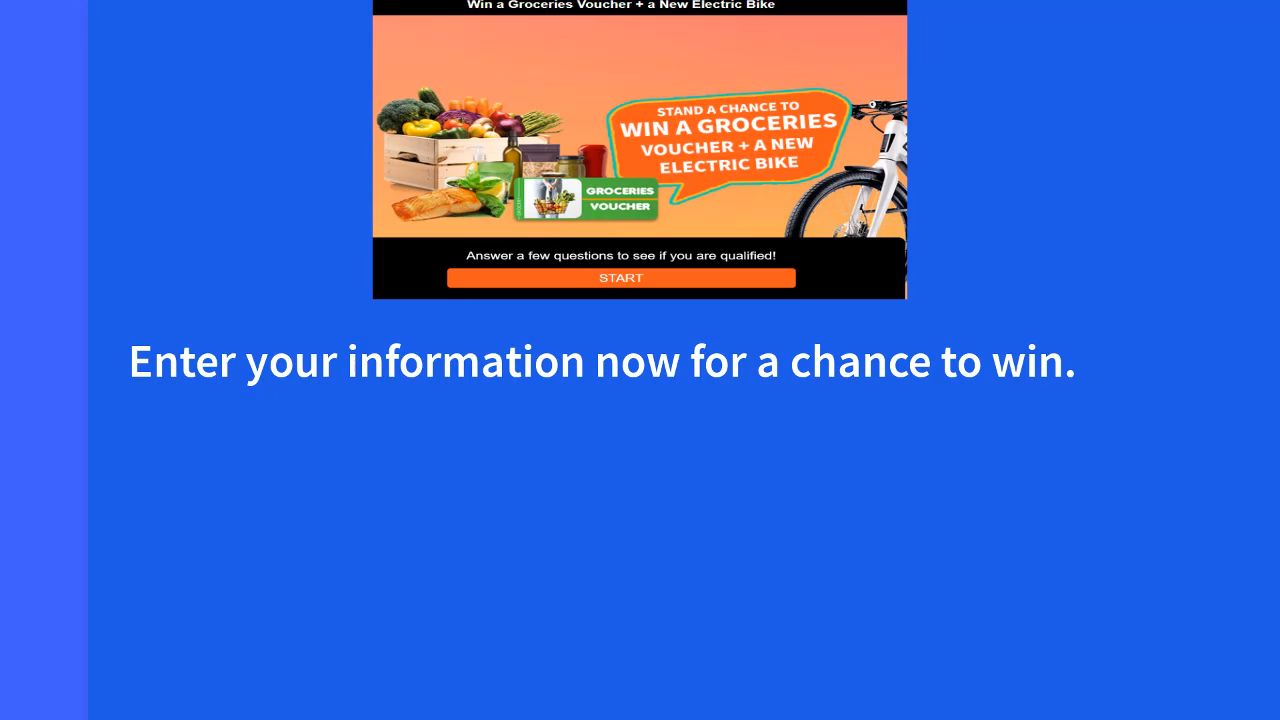 Win a Groceries Voucher + a New Electric Bike
STAND A CHANCE TO
WIN A GROCERIES
VOUCHER + A NEW
ELECTRIC BIKE
GROCERIES
VOUCHER
Answer a few questions to see if you are qualified!
START
Enter your information now for a chance to win.